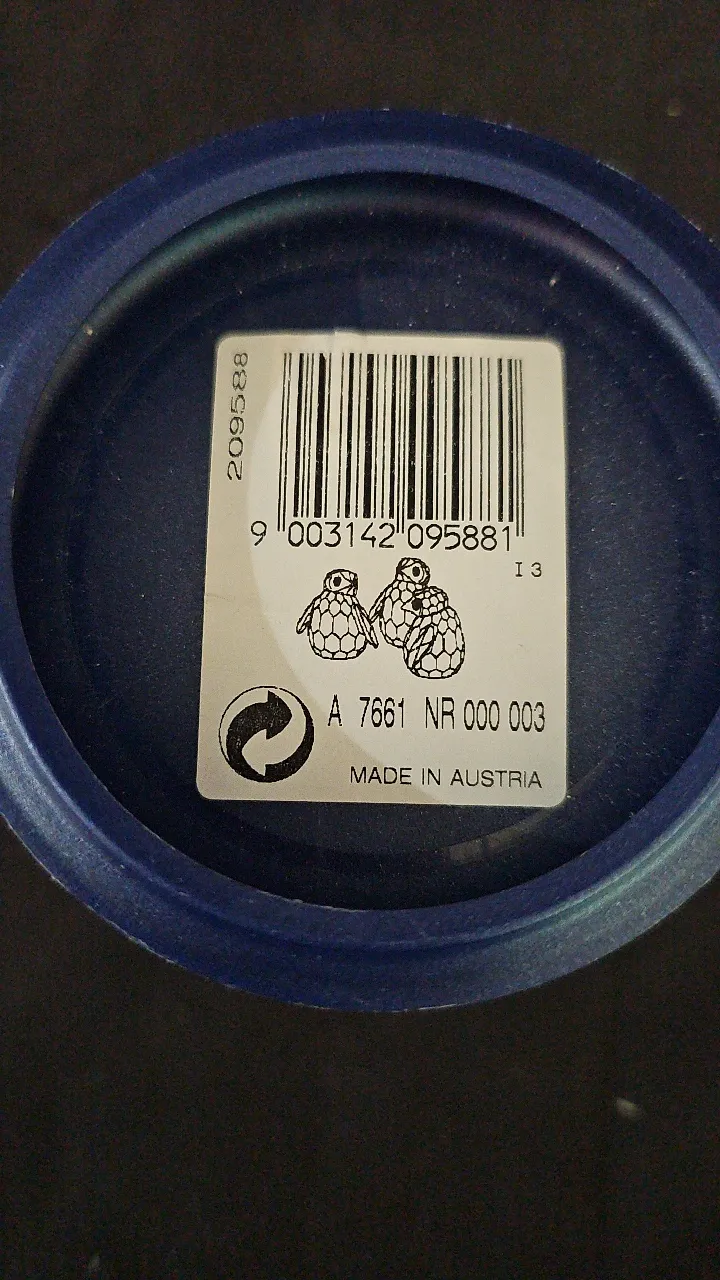 209588
9 003142 095881
I 3
A 7661 NR 000 003
MADE IN AUSTRIA